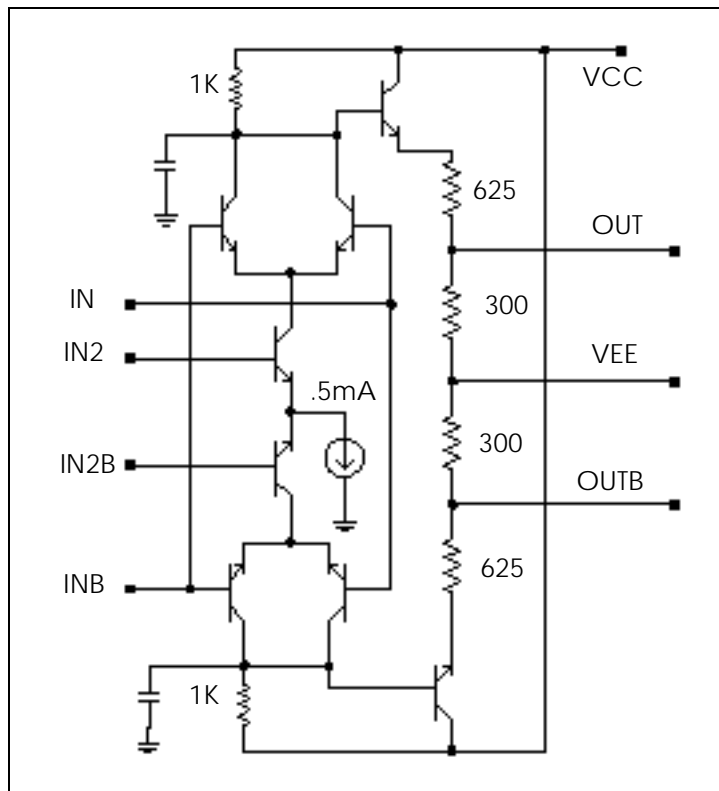 1K
VCC
625
OUT
IN
300
IN2
VEE
.5mA
300
IN2B
OUTB
INB
625
1K